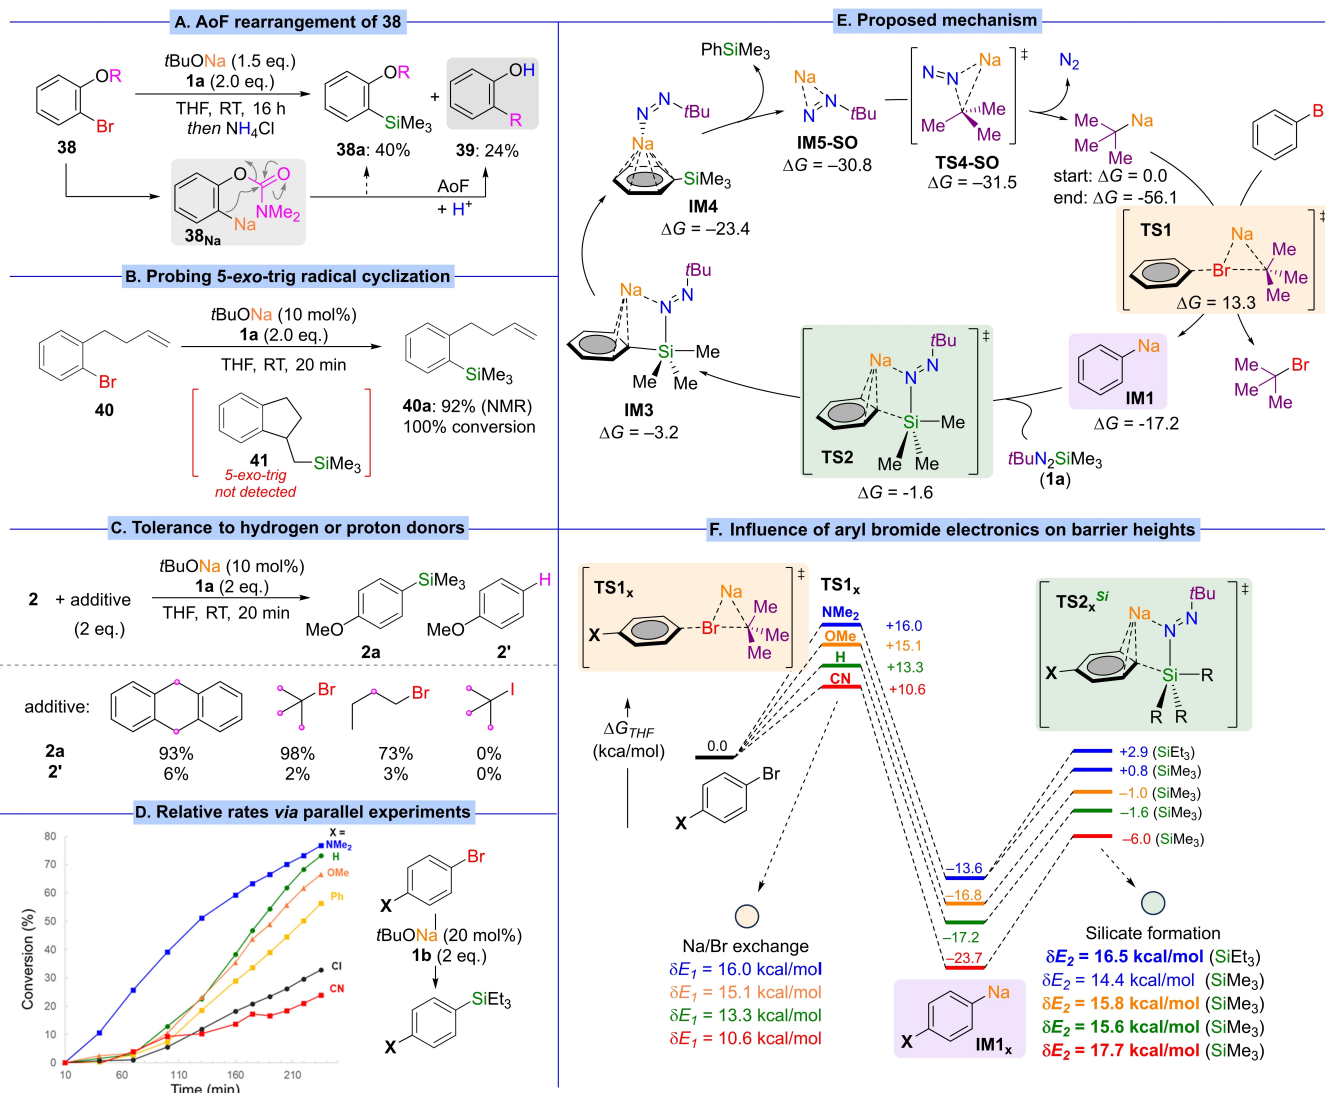 A. AoF rearrangement of 38
OR
Br
38
tBuONa (1.5 eq.)
1a (2.0 eq.)
THF, RT, 16 h
then NH4Cl
OR
SiMe3
38a: 40%
+
OH
R
39: 24%
O
O
NMe2
Na
38Na
AoF
+ H+
B. Probing 5-exo-trig radical cyclization
Br
40
tBuONa (10 mol%)
1a (2.0 eq.)
THF, RT, 20 min
SiMe3
40a: 92% (NMR)
100% conversion
41
SiMe3
5-exo-trig
not detected
C. Tolerance to hydrogen or proton donors
2 + additive
(2 eq.)
tBuONa (10 mol%)
1a (2 eq.)
THF, RT, 20 min
SiMe3
MeO
2a
H
MeO
2'
additive:
Br
Br
I
2a 93% 98% 73% 0%
2' 6% 2% 3% 0%
D. Relative rates via parallel experiments
Conversion (%)
80
70
60
50
40
30
20
10
0
10 60 110 160 210
Time (min)
X =
NMe2
H
OMe
Ph
Cl
CN
Br
X
tBuONa (20 mol%)
1b (2 eq.)
SiEt3
X
E. Proposed mechanism
PhSiMe3
N
N
tBu
Na
SiMe3
IM4
ΔG = –23.4
Na
N
N
tBu
IM5-SO
ΔG = –30.8
Na
N
N
Me
Me
Me
‡
TS4-SO
ΔG = –31.5
N2
Me
Na
Me
Me
start: ΔG = 0.0
end: ΔG = -56.1
B
TS1
Na
Br
Me
Me
Me
‡
ΔG = 13.3
Na
IM1
ΔG = -17.2
Me
Br
Me
Me
tBuN2SiMe3
(1a)
tBu
Na
N
N
Si
Me
Me
Me
‡
TS2
ΔG = -1.6
tBu
Na
N
N
Si
Me
Me
Me
IM3
ΔG = –3.2
F. Influence of aryl bromide electronics on barrier heights
TS1x
Na
X
Br
Me
Me
Me
‡
TS1x
NMe2
+16.0
OMe
+15.1
H
+13.3
CN
+10.6
ΔGTHF
(kcal/mol)
0.0
Br
X
TS2xSi
tBu
Na
N
N
X
Si
R
R
R
‡
+2.9 (SiEt3)
+0.8 (SiMe3)
–1.0 (SiMe3)
–1.6 (SiMe3)
–6.0 (SiMe3)
–13.6
–16.8
–17.2
–23.7
Na/Br exchange
δE1 = 16.0 kcal/mol
δE1 = 15.1 kcal/mol
δE1 = 13.3 kcal/mol
δE1 = 10.6 kcal/mol
Na
X
IM1x
Silicate formation
δE2 = 16.5 kcal/mol (SiEt3)
δE2 = 14.4 kcal/mol (SiMe3)
δE2 = 15.8 kcal/mol (SiMe3)
δE2 = 15.6 kcal/mol (SiMe3)
δE2 = 17.7 kcal/mol (SiMe3)